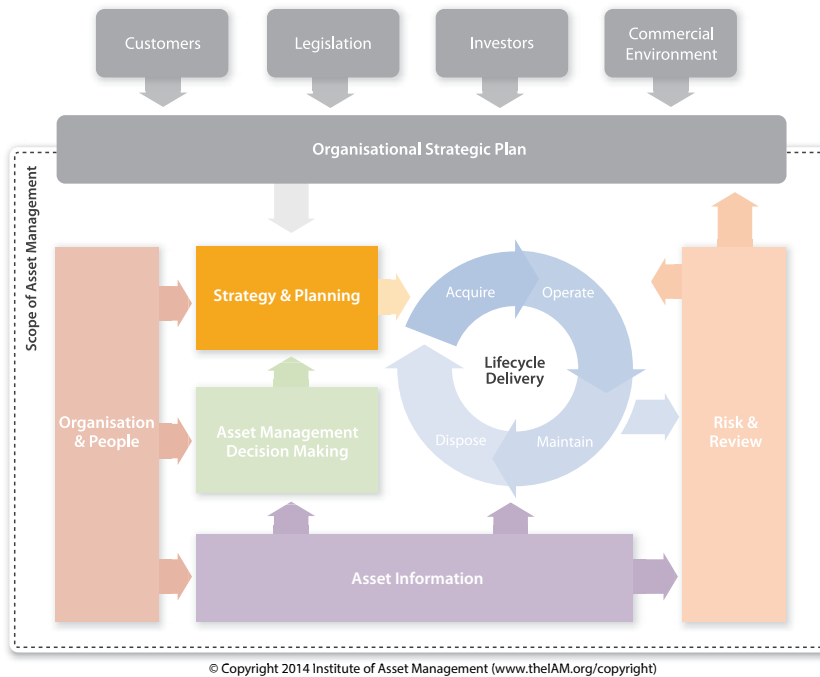 Customers
Legislation
Investors
Commercial
Environment
Organisational Strategic Plan
Scope of Asset Management
Strategy & Planning
Acquire
Operate
Lifecycle
Delivery
Organisation
& People
Asset Management
Decision Making
Dispose
Maintain
Risk &
Review
Asset Information
© Copyright 2014 Institute of Asset Management (www.theIAM.org/copyright)